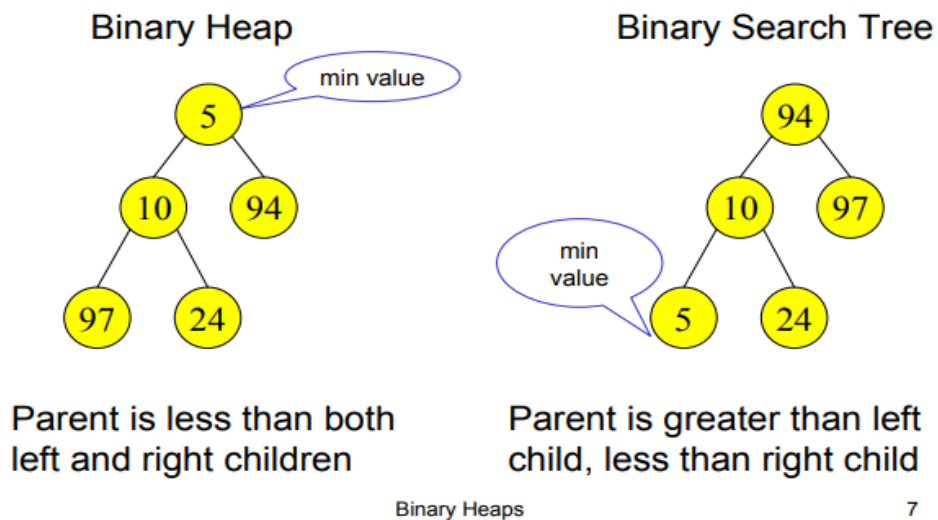 Binary Heap
min value
5
10
94
97
24
Parent is less than both
left and right children
Binary Search Tree
94
10
97
min
value
5
24
Parent is greater than left
child, less than right child
Binary Heaps
7